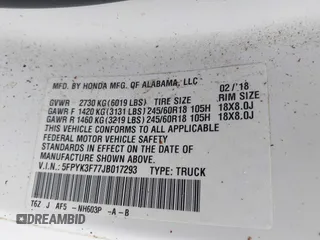 MFD. BY HONDA MFG. OF ALABAMA, LLC 02/'18
GVWR 2730 KG(6019 LBS) TIRE SIZE RIM SIZE
GAWR F 1420 KG(3131 LBS) 245/60R18 105H 18X8.0J
GAWR R 1460 KG(3219 LBS) 245/60R18 105H 18X8.0J
THIS VEHICLE CONFORMS TO ALL APPLICABLE
FEDERAL MOTOR VEHICLE SAFETY
STANDARDS IN EFFECT ON THE DATE OF
MANUFACTURE SHOWN ABOVE.
V.I.N.: 5FPYK3F77JB017293 TYPE: TRUCK
T6Z J AF5 -NH603P -A -B